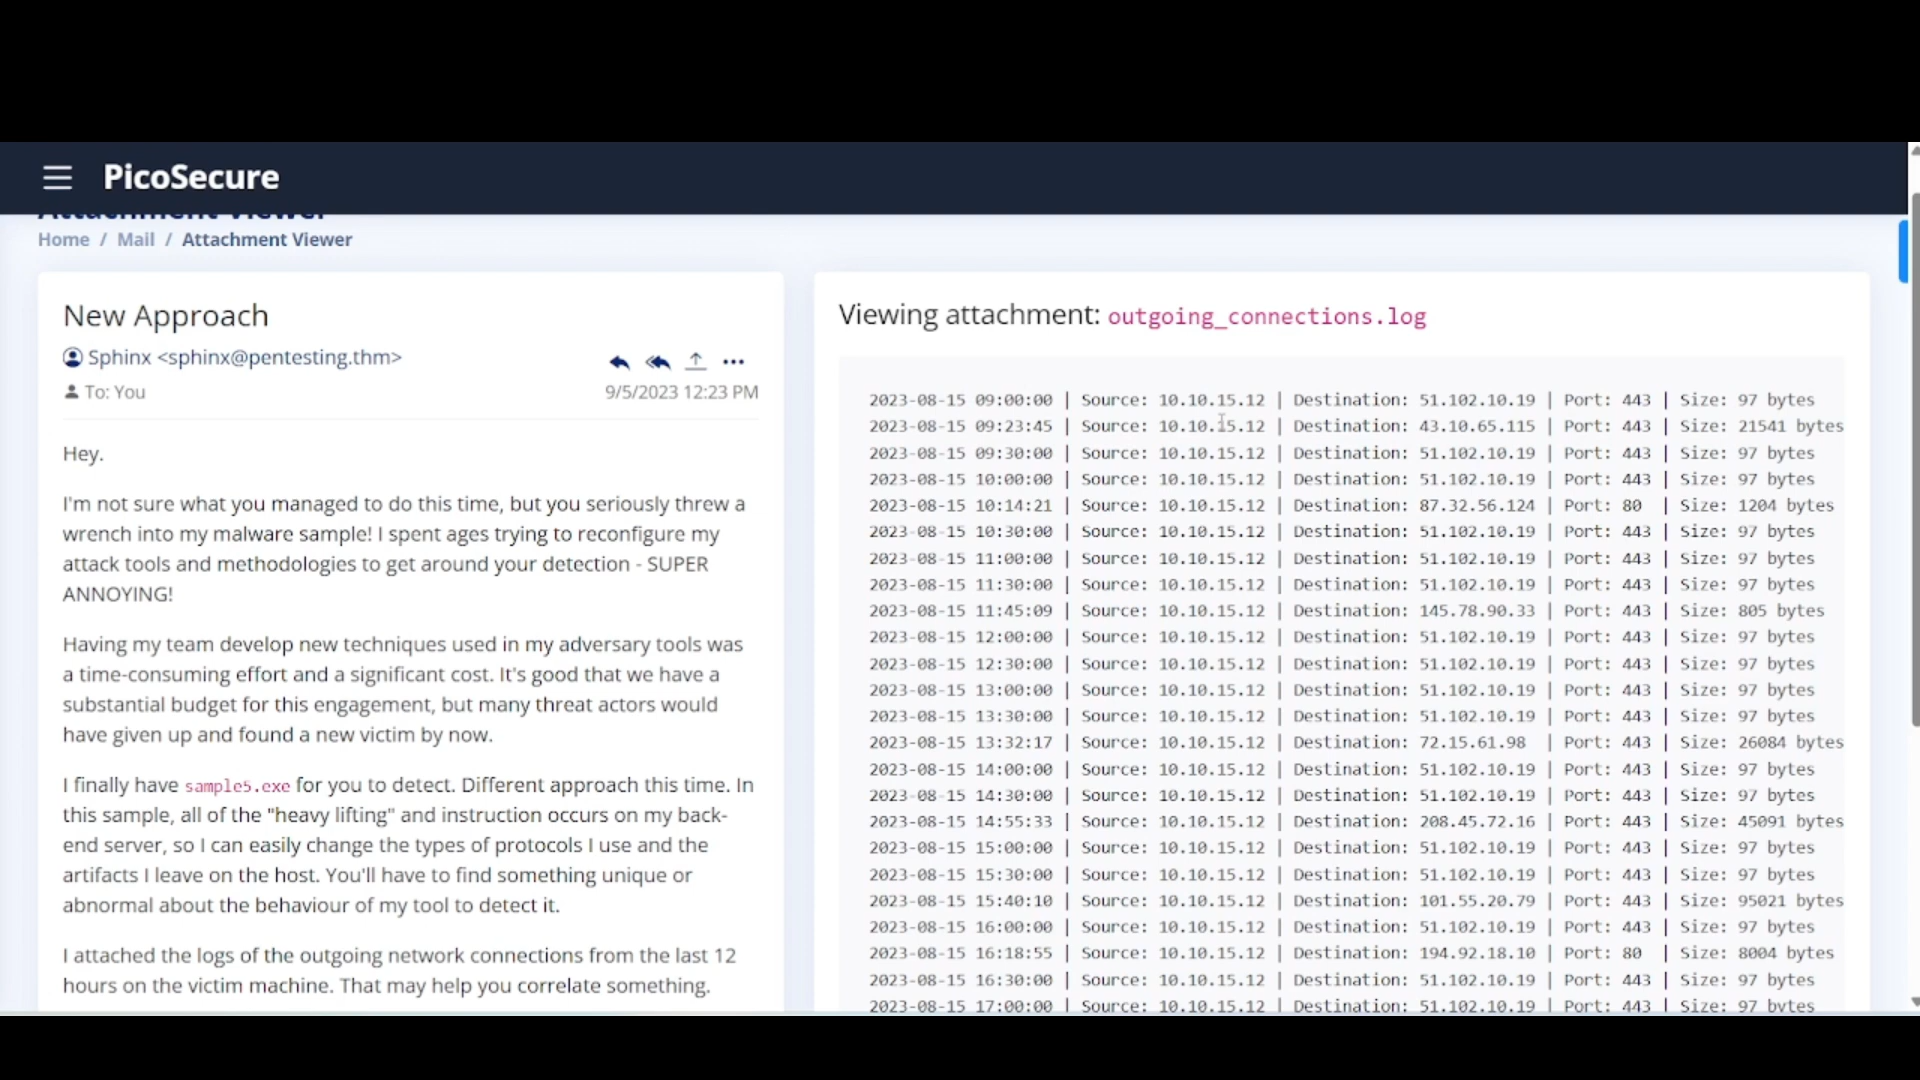 PicoSecure
Attachment Viewer
Home / Mail / Attachment Viewer
New Approach
Sphinx <sphinx@pentesting.thm>
To: You
9/5/2023 12:23 PM
Hey.
I'm not sure what you managed to do this time, but you seriously threw a
wrench into my malware sample! I spent ages trying to reconfigure my
attack tools and methodologies to get around your detection - SUPER
ANNOYING!
Having my team develop new techniques used in my adversary tools was
a time-consuming effort and a significant cost. It's good that we have a
substantial budget for this engagement, but many threat actors would
have given up and found a new victim by now.
I finally have sample5.exe for you to detect. Different approach this time. In
this sample, all of the "heavy lifting" and instruction occurs on my back-
end server, so I can easily change the types of protocols I use and the
artifacts I leave on the host. You'll have to find something unique or
abnormal about the behaviour of my tool to detect it.
I attached the logs of the outgoing network connections from the last 12
hours on the victim machine. That may help you correlate something.
Viewing attachment: outgoing_connections.log
2023-08-15 09:00:00 | Source: 10.10.15.12 | Destination: 51.102.10.19 | Port: 443 | Size: 97 bytes
2023-08-15 09:23:45 | Source: 10.10.15.12 | Destination: 43.10.65.115 | Port: 443 | Size: 21541 bytes
2023-08-15 09:30:00 | Source: 10.10.15.12 | Destination: 51.102.10.19 | Port: 443 | Size: 97 bytes
2023-08-15 10:00:00 | Source: 10.10.15.12 | Destination: 51.102.10.19 | Port: 443 | Size: 97 bytes
2023-08-15 10:14:21 | Source: 10.10.15.12 | Destination: 87.32.56.124 | Port: 80 | Size: 1204 bytes
2023-08-15 10:30:00 | Source: 10.10.15.12 | Destination: 51.102.10.19 | Port: 443 | Size: 97 bytes
2023-08-15 11:00:00 | Source: 10.10.15.12 | Destination: 51.102.10.19 | Port: 443 | Size: 97 bytes
2023-08-15 11:30:00 | Source: 10.10.15.12 | Destination: 51.102.10.19 | Port: 443 | Size: 97 bytes
2023-08-15 11:45:09 | Source: 10.10.15.12 | Destination: 145.78.90.33 | Port: 443 | Size: 805 bytes
2023-08-15 12:00:00 | Source: 10.10.15.12 | Destination: 51.102.10.19 | Port: 443 | Size: 97 bytes
2023-08-15 12:30:00 | Source: 10.10.15.12 | Destination: 51.102.10.19 | Port: 443 | Size: 97 bytes
2023-08-15 13:00:00 | Source: 10.10.15.12 | Destination: 51.102.10.19 | Port: 443 | Size: 97 bytes
2023-08-15 13:30:00 | Source: 10.10.15.12 | Destination: 51.102.10.19 | Port: 443 | Size: 97 bytes
2023-08-15 13:32:17 | Source: 10.10.15.12 | Destination: 72.15.61.98 | Port: 443 | Size: 26084 bytes
2023-08-15 14:00:00 | Source: 10.10.15.12 | Destination: 51.102.10.19 | Port: 443 | Size: 97 bytes
2023-08-15 14:30:00 | Source: 10.10.15.12 | Destination: 51.102.10.19 | Port: 443 | Size: 97 bytes
2023-08-15 14:55:33 | Source: 10.10.15.12 | Destination: 208.45.72.16 | Port: 443 | Size: 45091 bytes
2023-08-15 15:00:00 | Source: 10.10.15.12 | Destination: 51.102.10.19 | Port: 443 | Size: 97 bytes
2023-08-15 15:30:00 | Source: 10.10.15.12 | Destination: 51.102.10.19 | Port: 443 | Size: 97 bytes
2023-08-15 15:40:10 | Source: 10.10.15.12 | Destination: 101.55.20.79 | Port: 443 | Size: 95021 bytes
2023-08-15 16:00:00 | Source: 10.10.15.12 | Destination: 51.102.10.19 | Port: 443 | Size: 97 bytes
2023-08-15 16:18:55 | Source: 10.10.15.12 | Destination: 194.92.18.10 | Port: 80 | Size: 8004 bytes
2023-08-15 16:30:00 | Source: 10.10.15.12 | Destination: 51.102.10.19 | Port: 443 | Size: 97 bytes
2023-08-15 17:00:00 | Source: 10.10.15.12 | Destination: 51.102.10.19 | Port: 443 | Size: 97 bytes